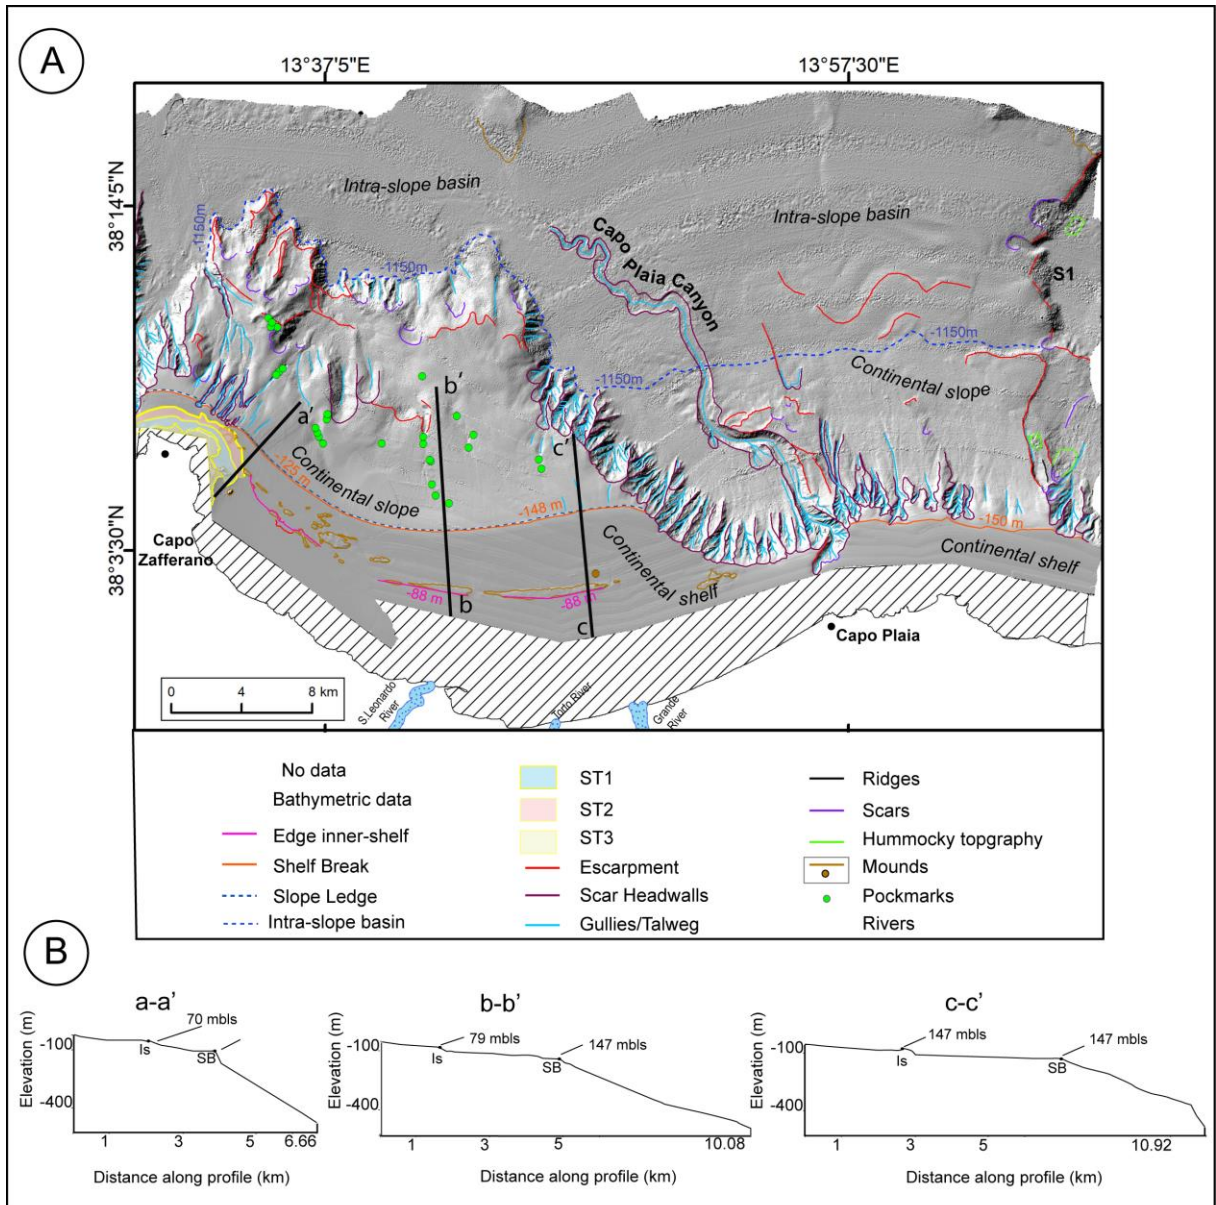 A
13°37'5"E
13°57'30"E
38°14'5"N
38°3'30"N
Intra-slope basin
Intra-slope basin
-1150m
-1150m
Capo Plaia Canyon
S1
-1150m
-1150m
Continental slope
b'
a'
c'
-125 m
Continental slope
-148 m
-150 m
Continental shelf
Continental shelf
Capo
Zafferano
-88 m
b
-88 m
c
Capo Plaia
0 4 8 km
S.Leonardo
River
Torto River
Grande
River
No data
Bathymetric data
Edge inner-shelf
Shelf Break
Slope Ledge
Intra-slope basin
ST1
ST2
ST3
Escarpment
Scar Headwalls
Gullies/Talweg
Ridges
Scars
Hummocky topography
Mounds
Pockmarks
Rivers
B
a-a'
70 mbls
Is
SB
Elevation (m)
-100
-400
1 3 5 6.66
Distance along profile (km)
b-b'
79 mbls
147 mbls
Is
SB
Elevation (m)
-100
-400
1 3 5 10.08
Distance along profile (km)
c-c'
147 mbls
147 mbls
Is
SB
Elevation (m)
-100
-400
1 3 5 10.92
Distance along profile (km)